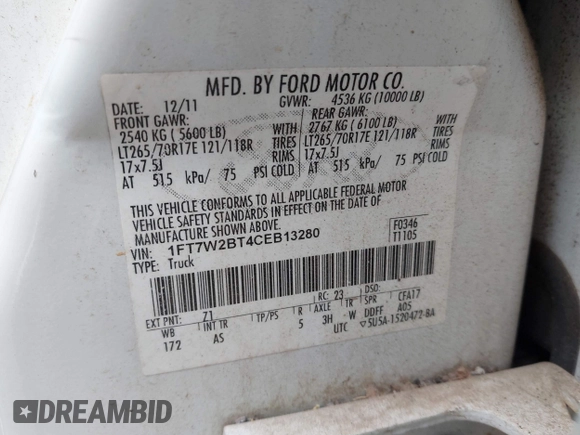 MFD. BY FORD MOTOR CO.
DATE: 12/11 GVWR: 4536 KG (10000 LB)
FRONT GAWR: REAR GAWR:
2540 KG ( 5600 LB) WITH 2767 KG ( 6100 LB) WITH
LT265/70R17E 121/118R TIRES LT265/70R17E 121/118R TIRES
17x7.5J RIMS 17x7.5J RIMS
AT 515 kPa/ 75 PSI COLD AT 515 kPa/ 75 PSI COLD
THIS VEHICLE CONFORMS TO ALL APPLICABLE FEDERAL MOTOR
VEHICLE SAFETY STANDARDS IN EFFECT ON THE DATE OF
MANUFACTURE SHOWN ABOVE.
VIN: 1FT7W2BT4CEB13280 F0346
TYPE: Truck T1105
EXT PNT: Z1 RC: 23 DSO:
WB INT TR TP/PS R AXLE TR SPR CFA17
172 AS 5 3H W DDFF A05
UTC ▽5U5A-1520472-BA
DREAMBID